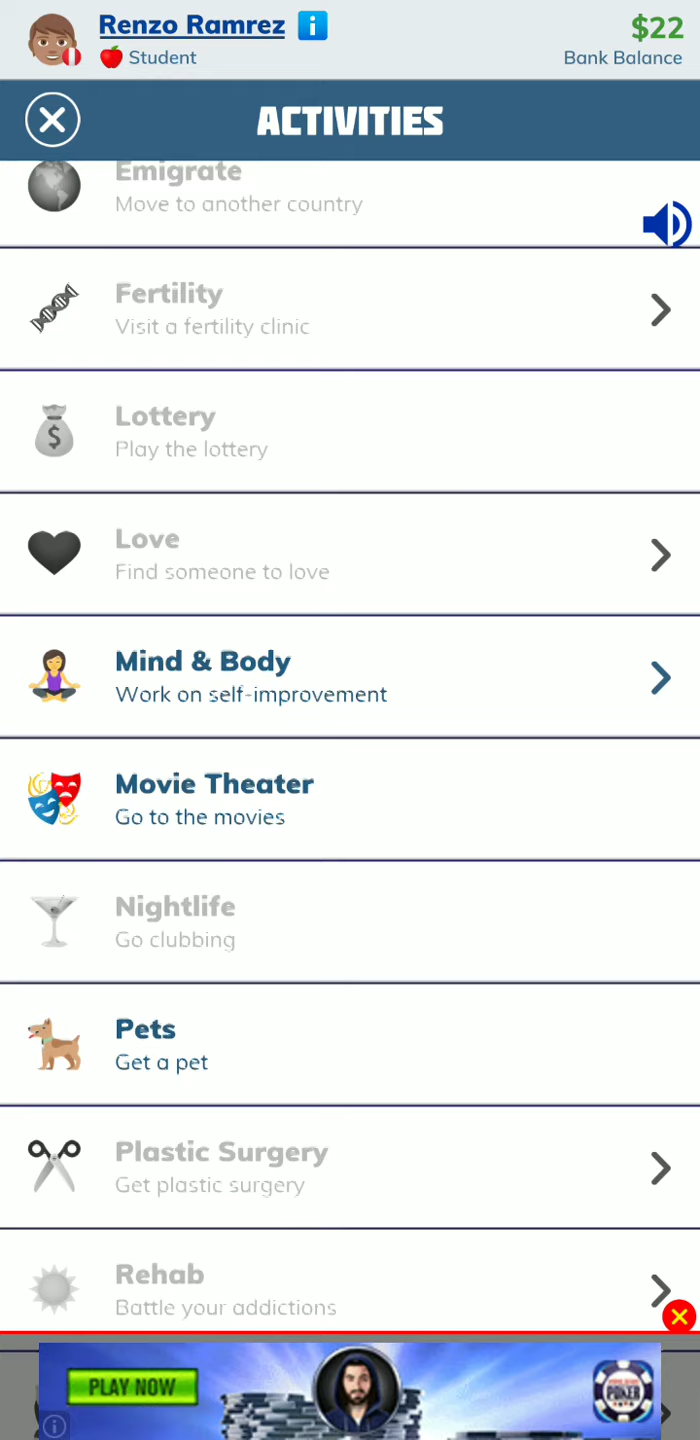 Renzo Ramrez
$22
Student
Bank Balance
ACTIVITIES
Emigrate
Move to another country
Fertility
Visit a fertility clinic
Lottery
Play the lottery
Love
Find someone to love
Mind & Body
Work on self-improvement
Movie Theater
Go to the movies
Nightlife
Go clubbing
Pets
Get a pet
Plastic Surgery
Get plastic surgery
Rehab
Battle your addictions
PLAY NOW
POKER